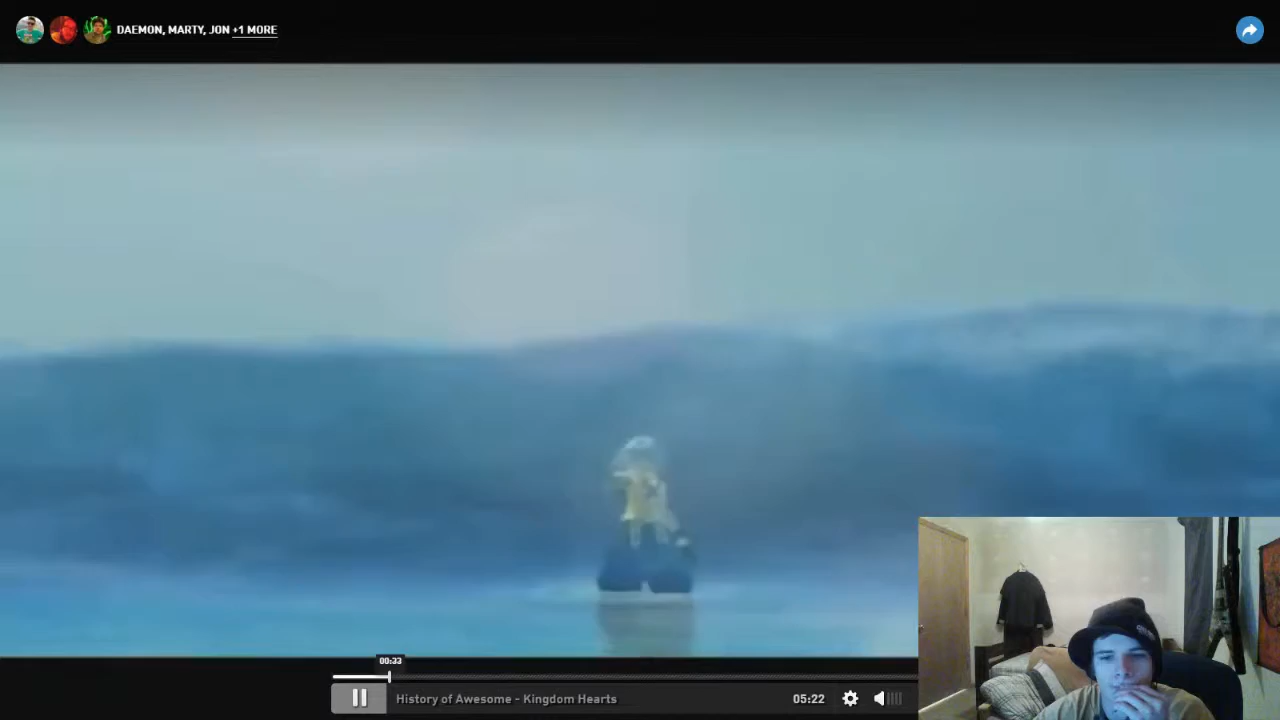 DAEMON, MARTY, JON +1 MORE
00:33
History of Awesome - Kingdom Hearts
05:22